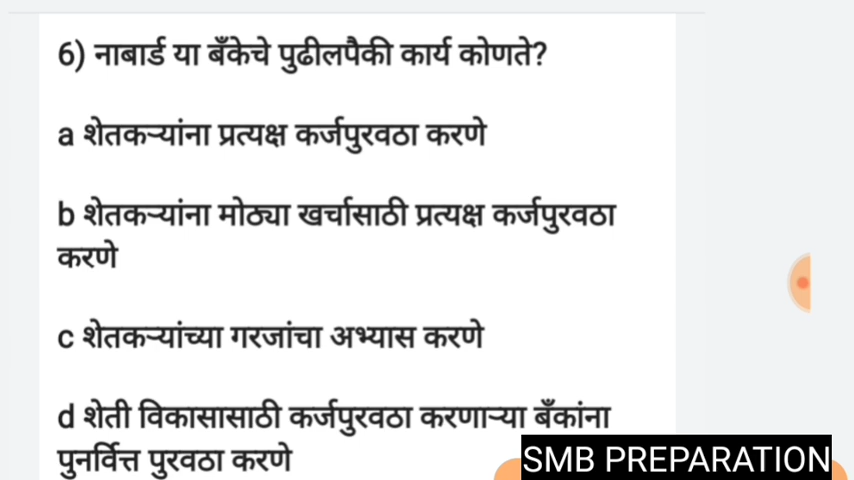 6) नाबार्ड या बँकेचे पुढीलपैकी कार्य कोणते?
a शेतकऱ्यांना प्रत्यक्ष कर्जपुरवठा करणे
b शेतकऱ्यांना मोठ्या खर्चासाठी प्रत्यक्ष कर्जपुरवठा
करणे
c शेतकऱ्यांच्या गरजांचा अभ्यास करणे
d शेती विकासासाठी कर्जपुरवठा करणाऱ्या बँकांना
पुनर्वित्त पुरवठा करणे
SMB PREPARATION